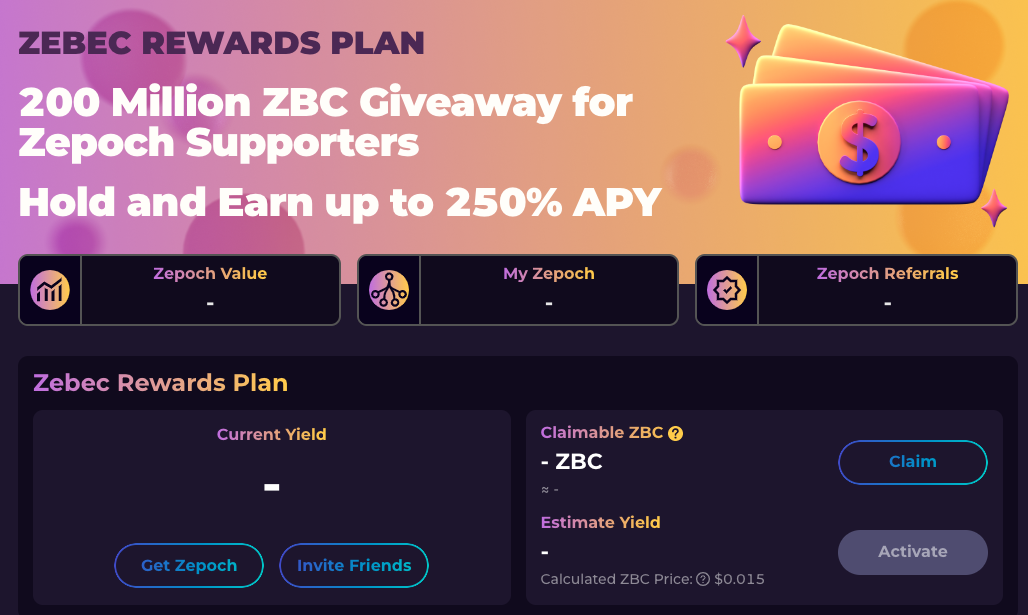 ZEBEC REWARDS PLAN
200 Million ZBC Giveaway for
Zepoch Supporters
Hold and Earn up to 250% APY
$
Zepoch Value
-
My Zepoch
-
Zepoch Referrals
-
Zebec Rewards Plan
Current Yield
-
Get Zepoch
Invite Friends
Claimable ZBC ?
- ZBC
≈ -
Claim
Estimate Yield
-
Activate
Calculated ZBC Price: ? $0.015